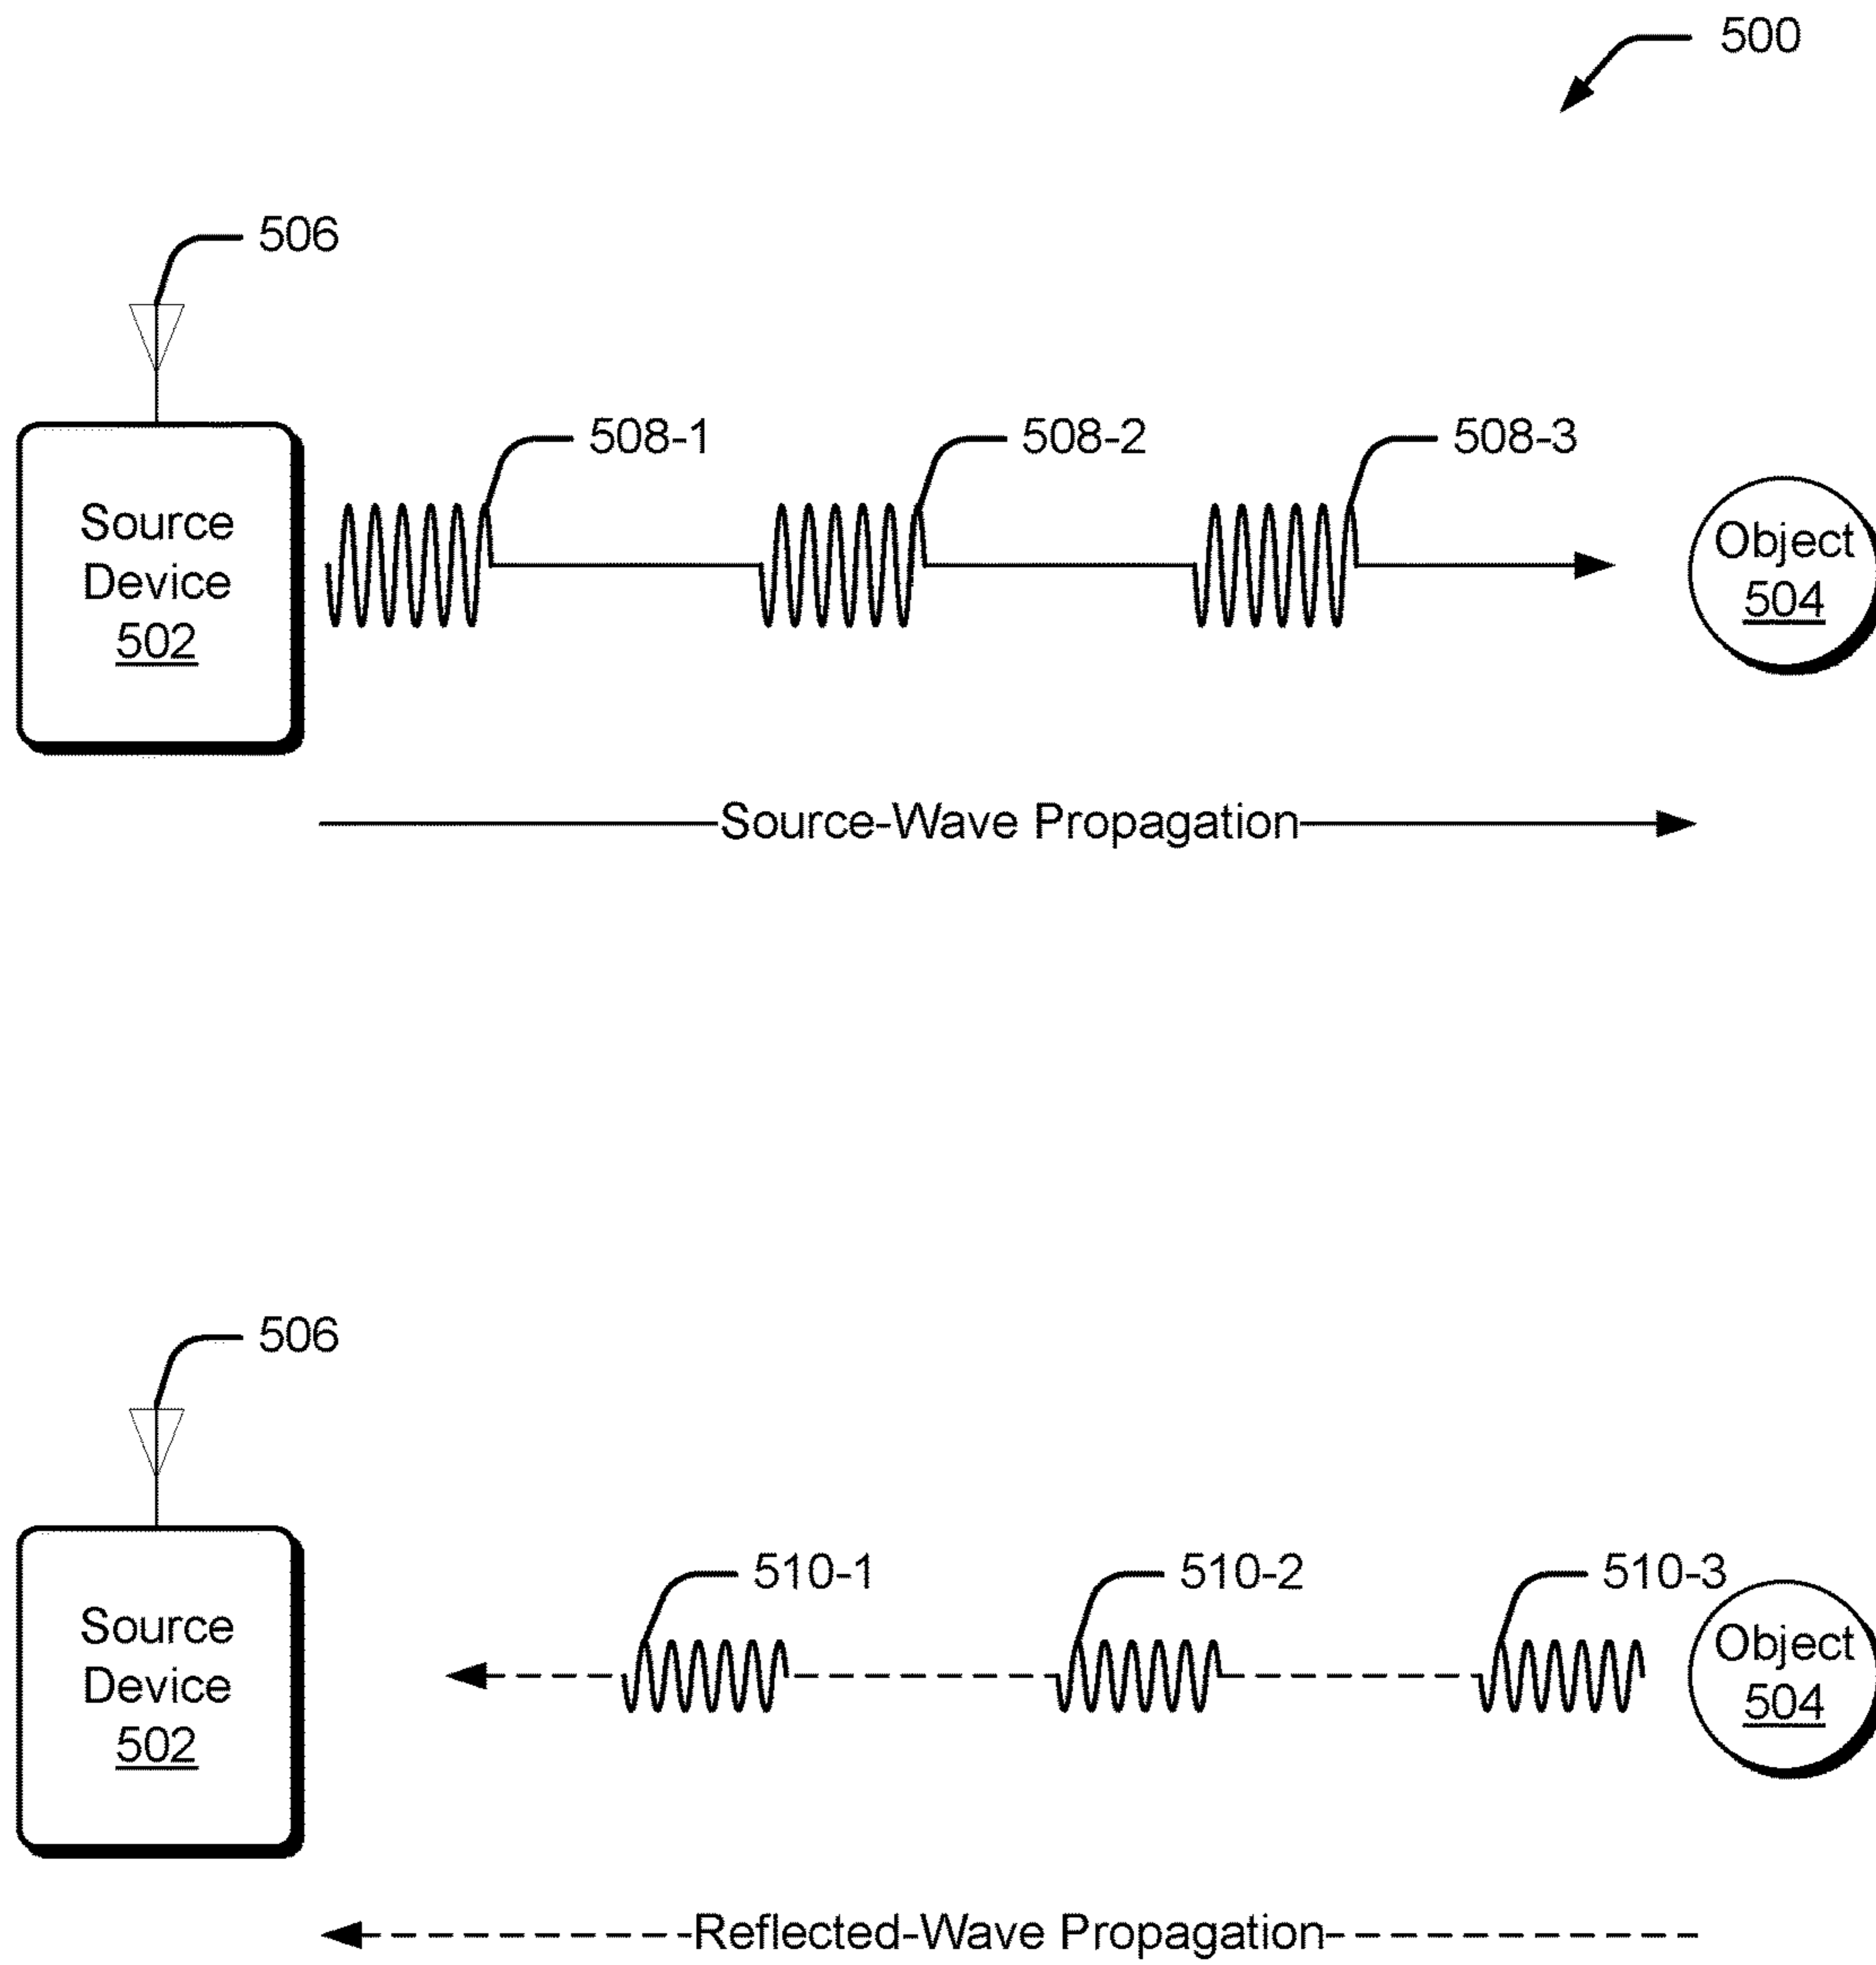 500
506
508-1
508-2
508-3
Source
Device
502
Object
504
Source-Wave Propagation
506
510-1
510-2
510-3
Source
Device
502
Object
504
Reflected-Wave Propagation